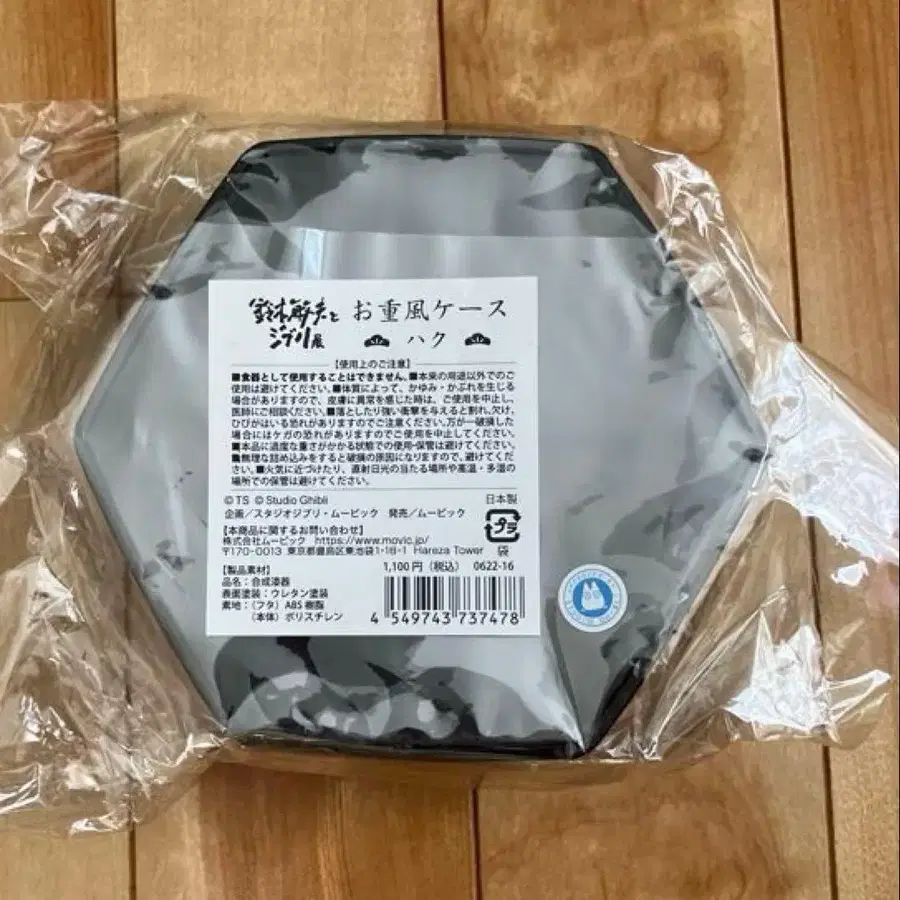 鈴木敏夫と
ジブリ展
お重風ケース
ハク
【使用上のご注意】
■食器として使用することはできません。■本来の用途以外でのご
使用は避けてください。■体質によって、かゆみ・かぶれを生じる
場合がありますので、皮膚に異常を感じた時は、ご使用を中止し、
医師にご相談ください。■落としたり強い衝撃を与えると割れ、欠け、
ひびがはいる恐れがありますのでご注意ください。万が一破損した
場合にはケガの恐れがありますのでご使用を中止してください。
■本品に過度な重さがかかる状態での使用・保管は避けてください。
■無理な詰め込みをすると破損の原因になりますので、避けてくだ
さい。■火気に近づけたり、直射日光の当たる場所や高温・多湿の
場所での保管は避けてください。
©TS © Studio Ghibli
日本製
企画/スタジオジブリ・ムービック 発売/ムービック
プラ
袋
【本商品に関するお問い合わせ】
株式会社ムービック https://www.movic.jp/
〒170-0013 東京都豊島区東池袋1-18-1 Hareza Tower
【製品素材】
1,100円(税込) 0622-16
品名:合成漆器
表面塗装:ウレタン塗装
素地:(フタ)ABS樹脂
(本体)ポリスチレン
4 549743 737478